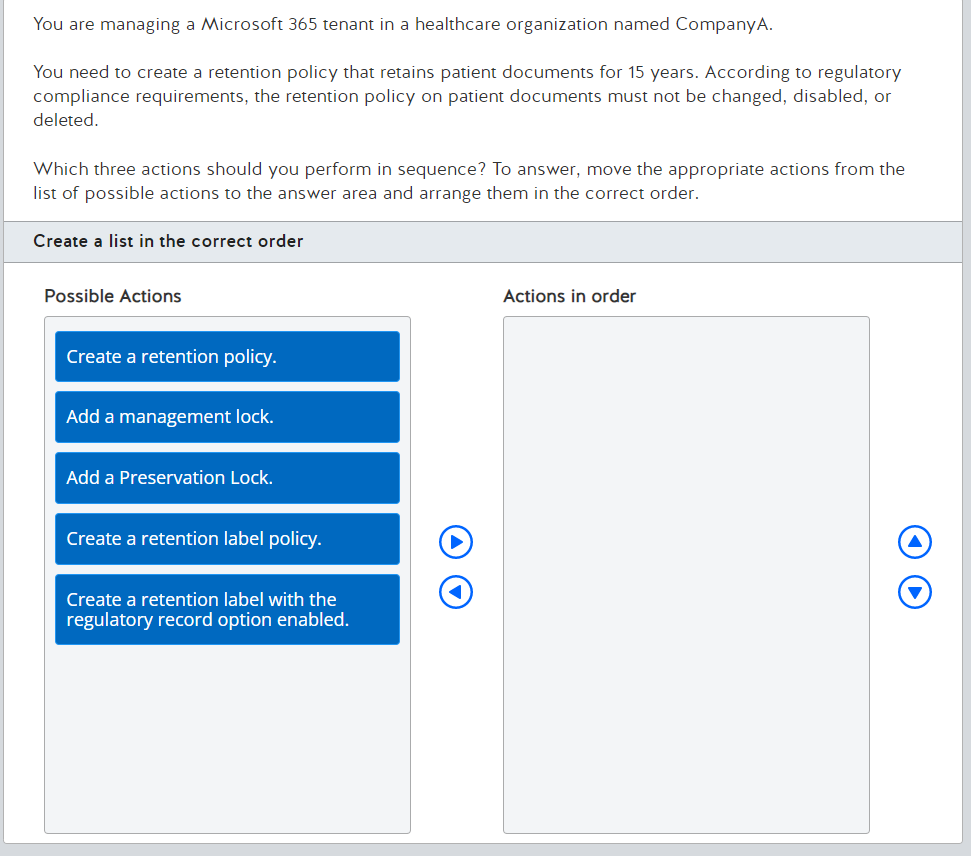 You are managing a Microsoft 365 tenant in a healthcare organization named CompanyA.
You need to create a retention policy that retains patient documents for 15 years. According to regulatory
compliance requirements, the retention policy on patient documents must not be changed, disabled, or
deleted.
Which three actions should you perform in sequence? To answer, move the appropriate actions from the
list of possible actions to the answer area and arrange them in the correct order.
Create a list in the correct order
Possible Actions
Create a retention policy.
Add a management lock.
Add a Preservation Lock.
Create a retention label policy.
Create a retention label with the
regulatory record option enabled.
Actions in order